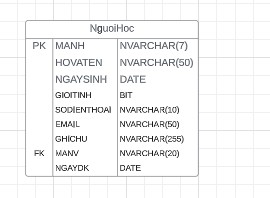 NguoiHoc
PK MANH NVARCHAR(7)
HOVATEN NVARCHAR(50)
NGAYSINH DATE
GIOITINH BIT
SODIENTHOAI NVARCHAR(10)
EMAIL NVARCHAR(50)
GHICHU NVARCHAR(255)
FK MANV NVARCHAR(20)
NGAYDK DATE